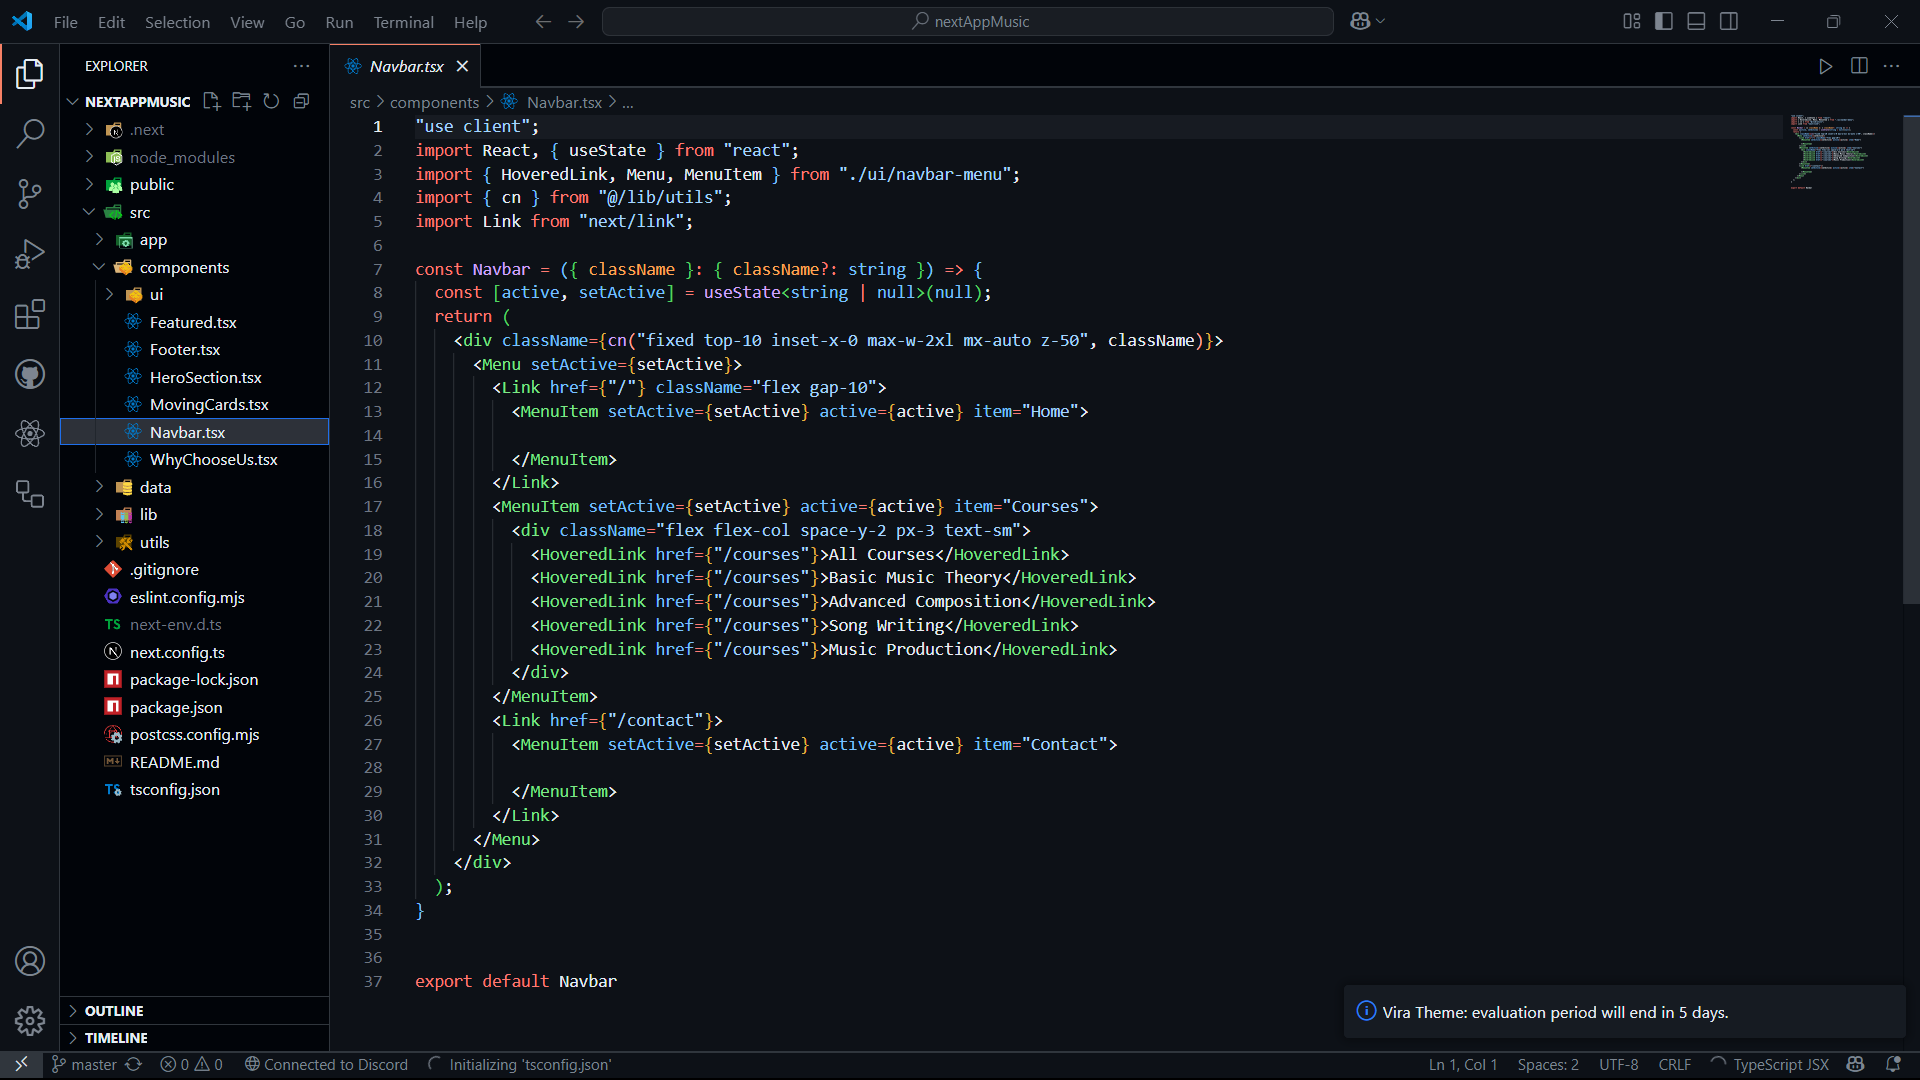 File Edit Selection View Go Run Terminal Help
nextAppMusic
EXPLORER
NEXTAPPMUSIC
.next
node_modules
public
src
app
components
ui
Featured.tsx
Footer.tsx
HeroSection.tsx
MovingCards.tsx
Navbar.tsx
WhyChooseUs.tsx
data
lib
utils
.gitignore
eslint.config.mjs
TS next-env.d.ts
next.config.ts
package-lock.json
package.json
postcss.config.mjs
README.md
TS tsconfig.json
OUTLINE
TIMELINE
Navbar.tsx
src > components > Navbar.tsx > ...
1 "use client";
2 import React, { useState } from "react";
3 import { HoveredLink, Menu, MenuItem } from "./ui/navbar-menu";
4 import { cn } from "@/lib/utils";
5 import Link from "next/link";
6
7 const Navbar = ({ className }: { className?: string }) => {
8 const [active, setActive] = useState<string | null>(null);
9 return (
10 <div className={cn("fixed top-10 inset-x-0 max-w-2xl mx-auto z-50", className)}>
11 <Menu setActive={setActive}>
12 <Link href={"/"} className="flex gap-10">
13 <MenuItem setActive={setActive} active={active} item="Home">
14
15 </MenuItem>
16 </Link>
17 <MenuItem setActive={setActive} active={active} item="Courses">
18 <div className="flex flex-col space-y-2 px-3 text-sm">
19 <HoveredLink href={"/courses"}>All Courses</HoveredLink>
20 <HoveredLink href={"/courses"}>Basic Music Theory</HoveredLink>
21 <HoveredLink href={"/courses"}>Advanced Composition</HoveredLink>
22 <HoveredLink href={"/courses"}>Song Writing</HoveredLink>
23 <HoveredLink href={"/courses"}>Music Production</HoveredLink>
24 </div>
25 </MenuItem>
26 <Link href={"/contact"}>
27 <MenuItem setActive={setActive} active={active} item="Contact">
28
29 </MenuItem>
30 </Link>
31 </Menu>
32 </div>
33 );
34 }
35
36
37 export default Navbar
Vira Theme: evaluation period will end in 5 days.
master 0 0 Connected to Discord Initializing 'tsconfig.json' Ln 1, Col 1 Spaces: 2 UTF-8 CRLF TypeScript JSX